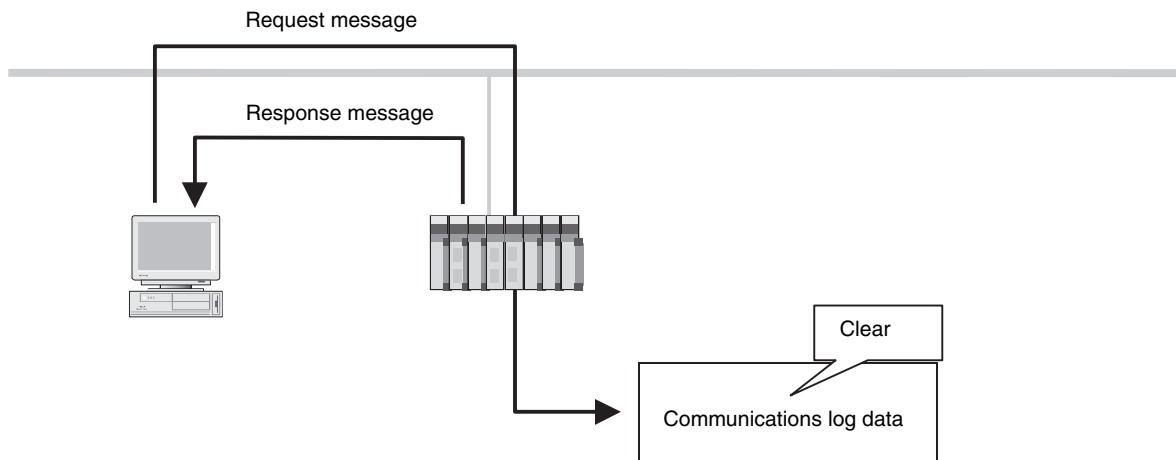 Request message
Response message
Clear
Communications log data